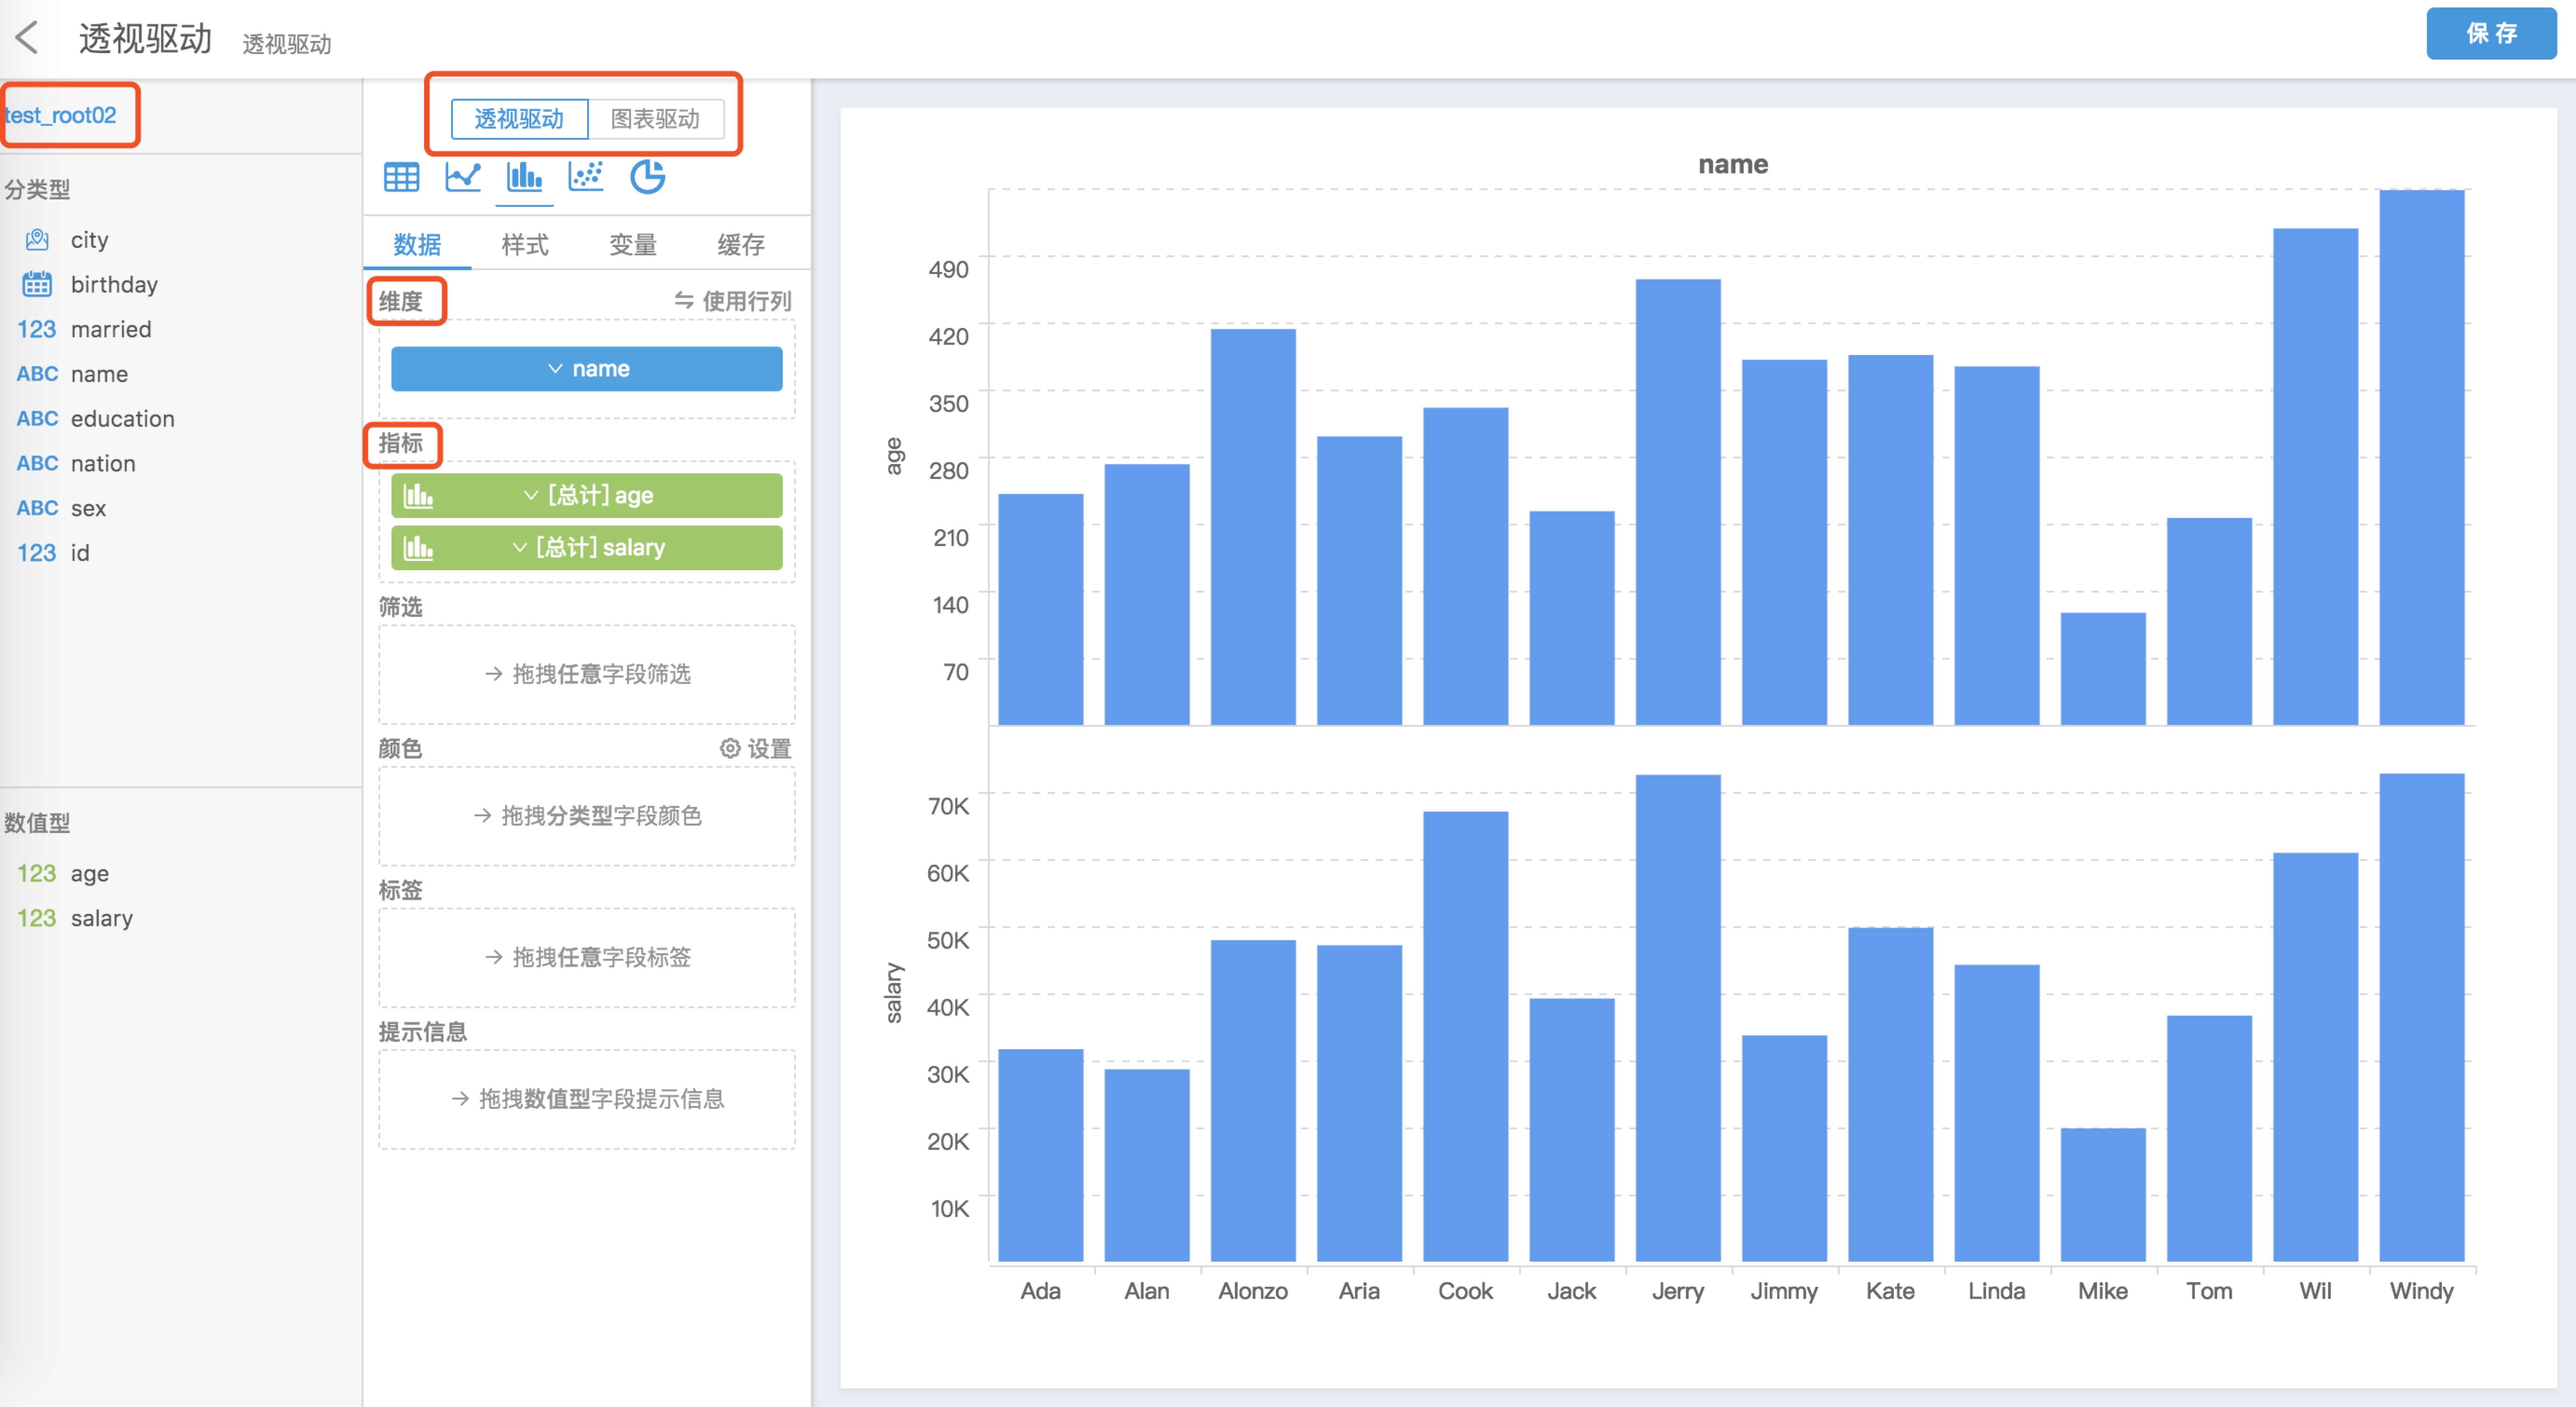 透视驱动 透视驱动
保 存
test_root02
分类型
city
birthday
123 married
ABC name
ABC education
ABC nation
ABC sex
123 id
数值型
123 age
123 salary
透视驱动 图表驱动
数据 样式 变量 缓存
维度 使用行列
name
指标
[总计] age
[总计] salary
筛选
拖拽任意字段筛选
颜色 设置
拖拽分类型字段颜色
标签
拖拽任意字段标签
提示信息
拖拽数值型字段提示信息
name
age
490
420
350
280
210
140
70
salary
70K
60K
50K
40K
30K
20K
10K
Ada Alan Alonzo Aria Cook Jack Jerry Jimmy Kate Linda Mike Tom Wil Windy